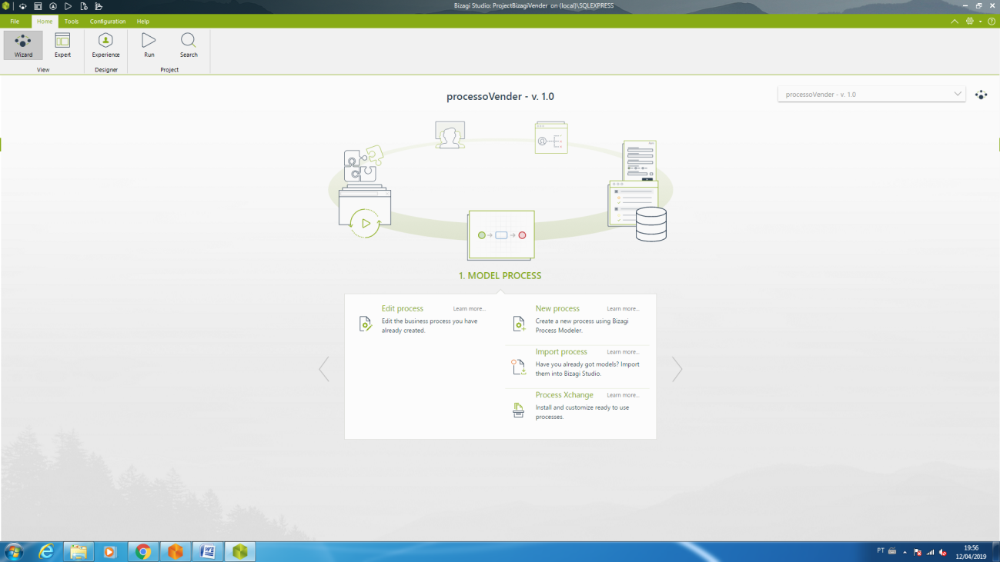 Bizagi Studio: ProjectBizagiVender on (local)\SQLEXPRESS
File Home Tools Configuration Help
Wizard Expert Experience Run Search
View Designer Project
processoVender - v. 1.0
processoVender - v. 1.0
1. MODEL PROCESS
Edit process Learn more...
Edit the business process you have
already created.
New process Learn more...
Create a new process using Bizagi
Process Modeler.
Import process Learn more...
Have you already got models? Import
them into Bizagi Studio.
Process Xchange Learn more...
Install and customize ready to use
processes.
PT
19:56
12/04/2019